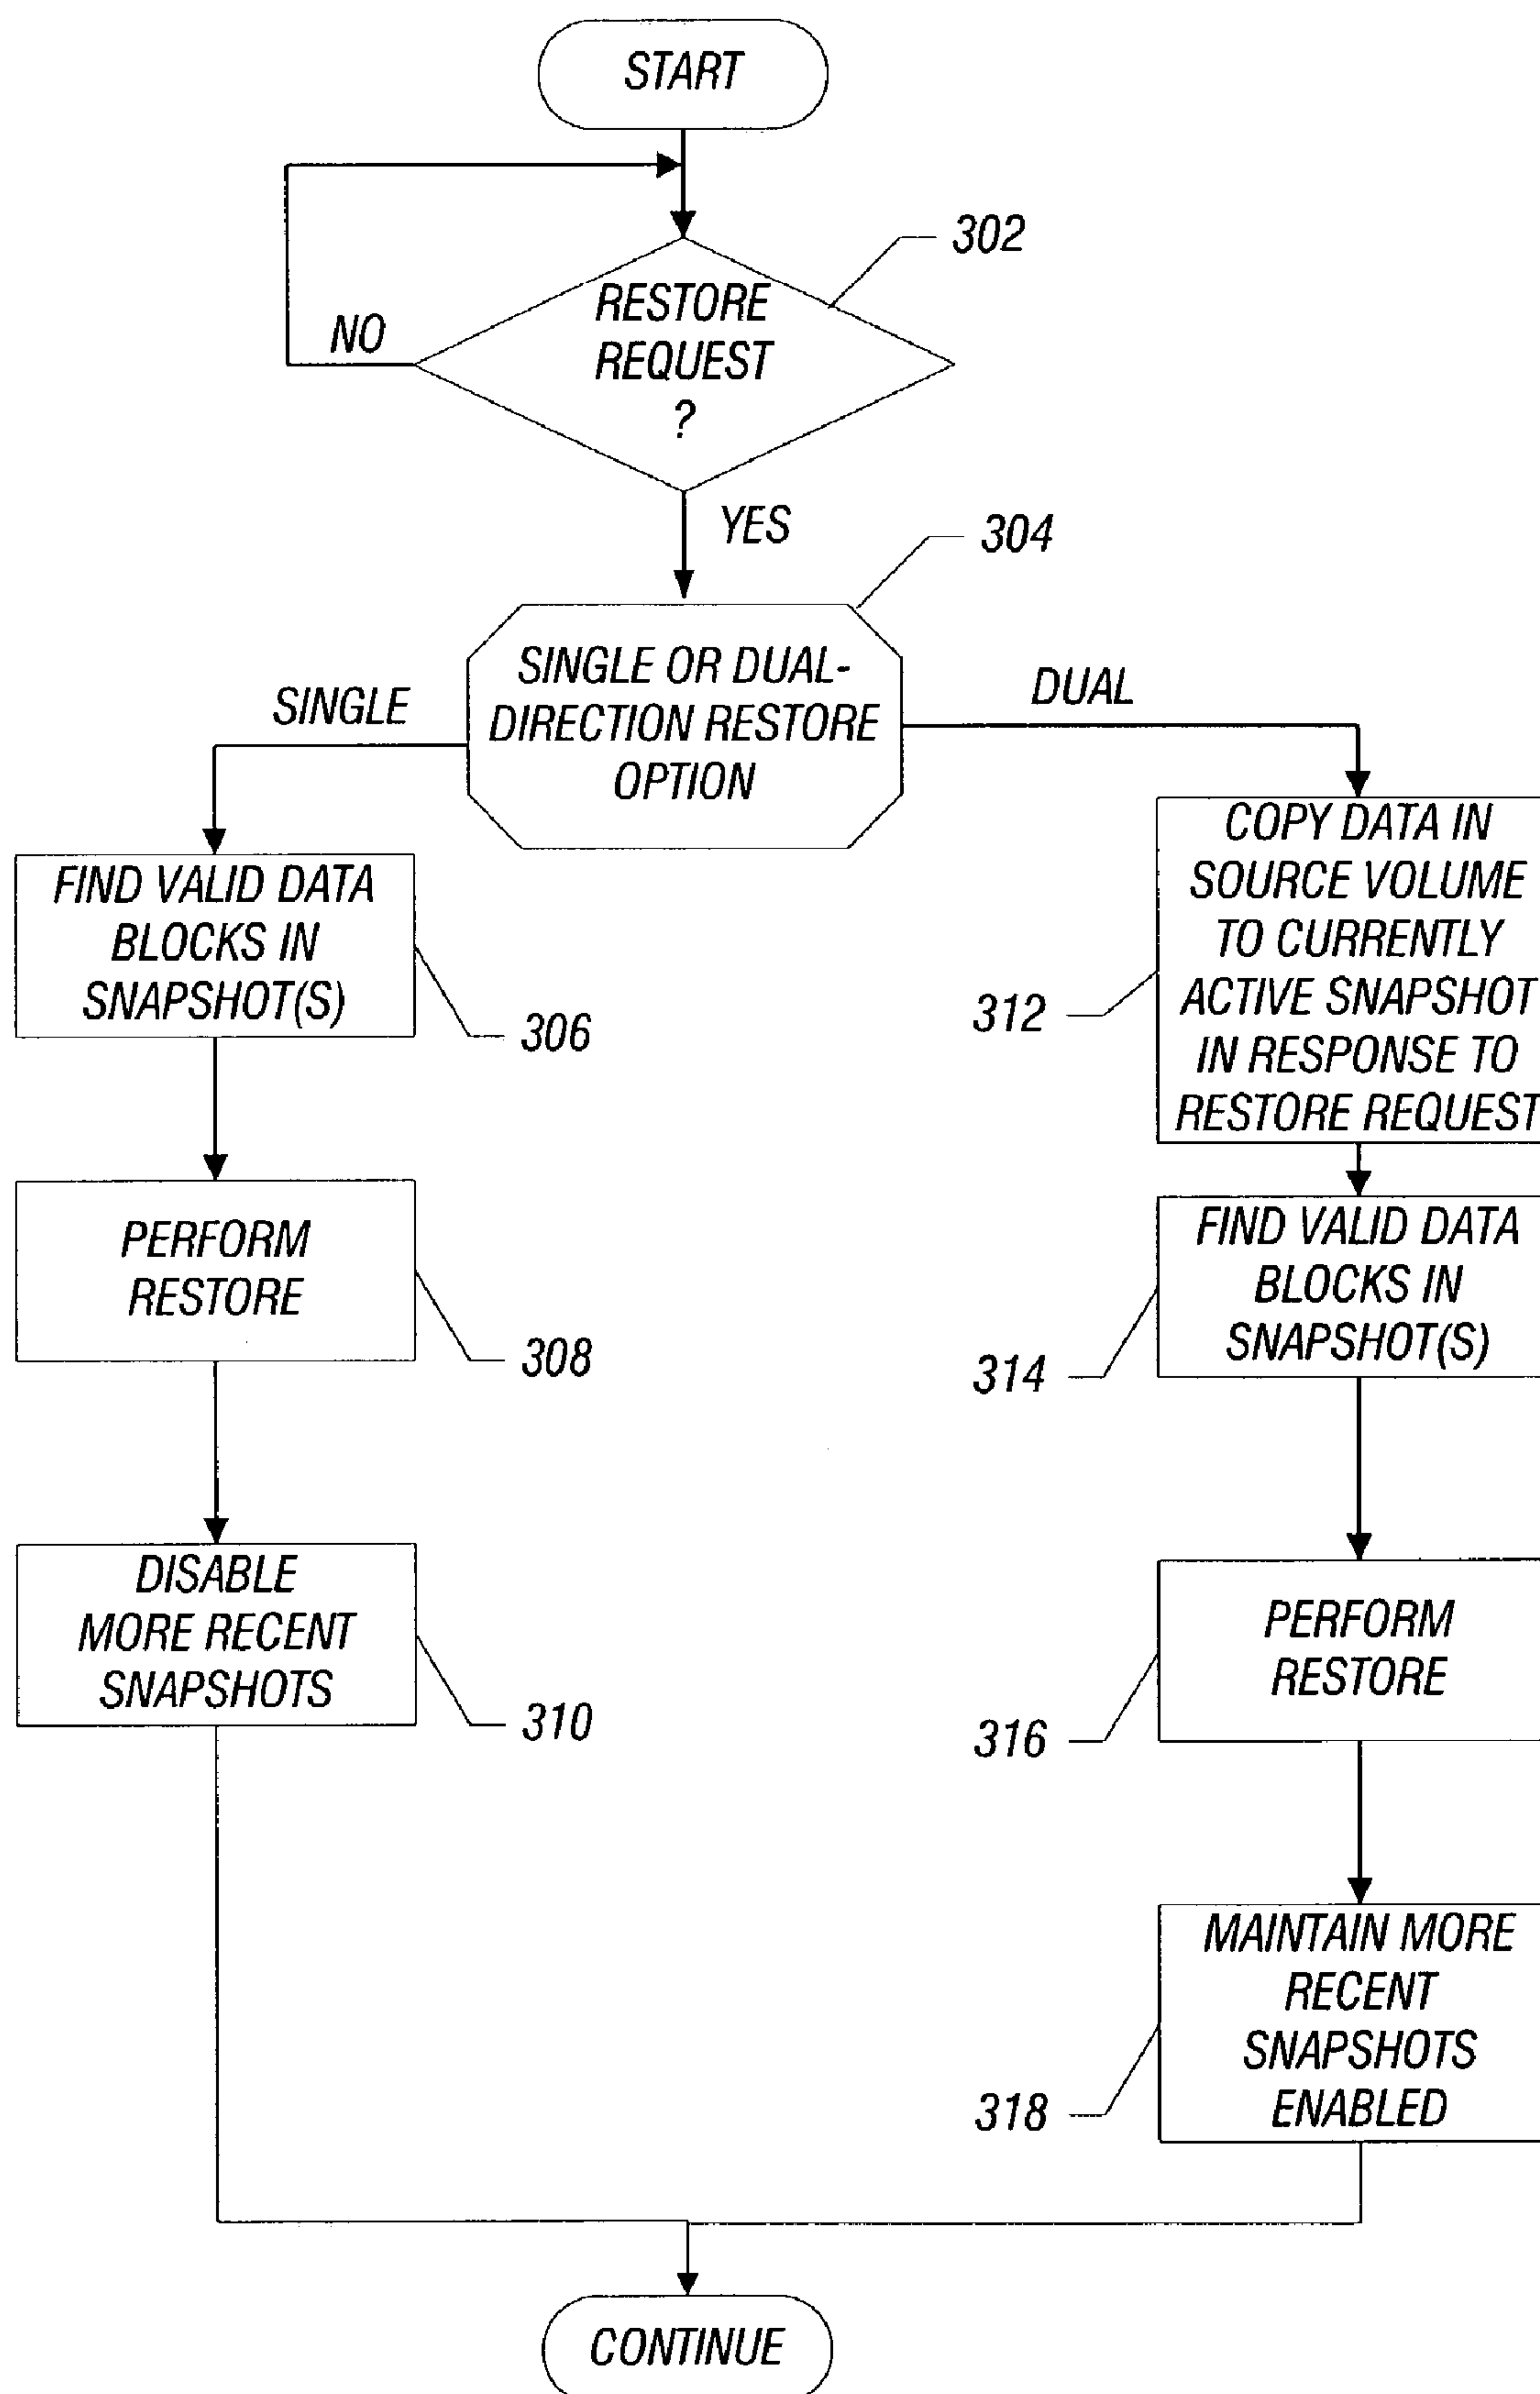 START
302
RESTORE
REQUEST
?
NO
YES
304
SINGLE OR DUAL-
DIRECTION RESTORE
OPTION
SINGLE
DUAL
FIND VALID DATA
BLOCKS IN
SNAPSHOT(S)
306
PERFORM
RESTORE
308
DISABLE
MORE RECENT
SNAPSHOTS
310
COPY DATA IN
SOURCE VOLUME
TO CURRENTLY
ACTIVE SNAPSHOT
IN RESPONSE TO
RESTORE REQUEST
312
FIND VALID DATA
BLOCKS IN
SNAPSHOT(S)
314
PERFORM
RESTORE
316
MAINTAIN MORE
RECENT
SNAPSHOTS
ENABLED
318
CONTINUE